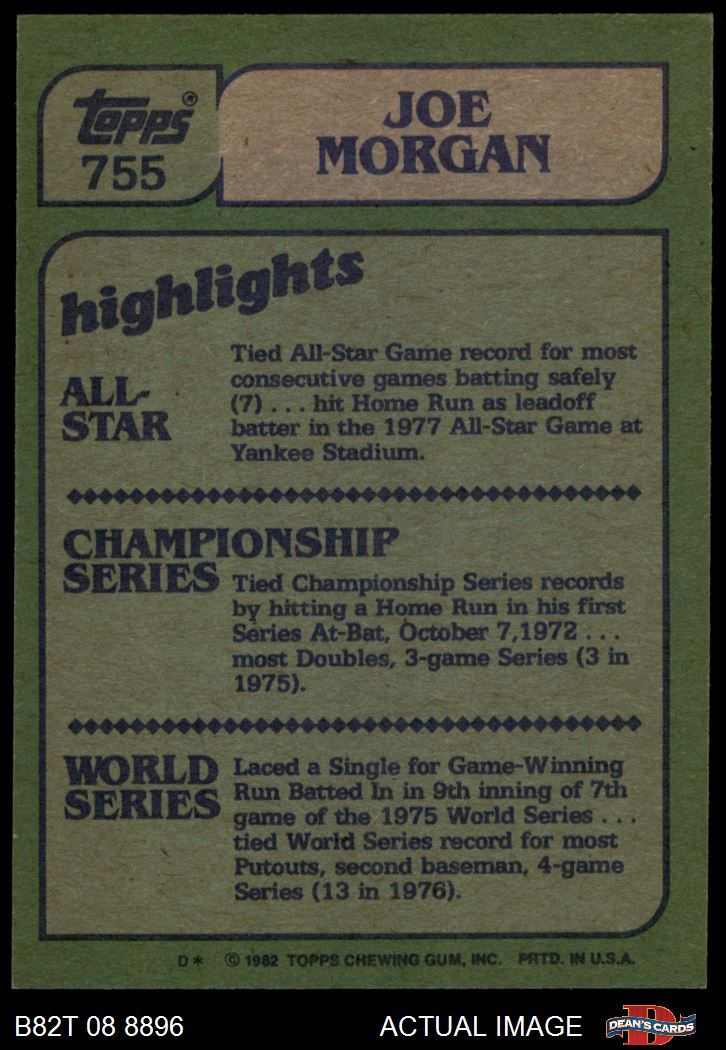 Topps®
755
JOE
MORGAN
highlights
ALL-
STAR
Tied All-Star Game record for most
consecutive games batting safely
(7) . . . hit Home Run as leadoff
batter in the 1977 All-Star Game at
Yankee Stadium.
CHAMPIONSHIP
SERIES
Tied Championship Series records
by hitting a Home Run in his first
Series At-Bat, October 7,1972 . . .
most Doubles, 3-game Series (3 in
1975).
WORLD
SERIES
Laced a Single for Game-Winning
Run Batted In in 9th inning of 7th
game of the 1975 World Series . . .
tied World Series record for most
Putouts, second baseman, 4-game
Series (13 in 1976).
D* © 1982 TOPPS CHEWING GUM, INC. PRTD. IN U.S.A.
B82T 08 8896
ACTUAL IMAGE
D
DEAN'S CARDS